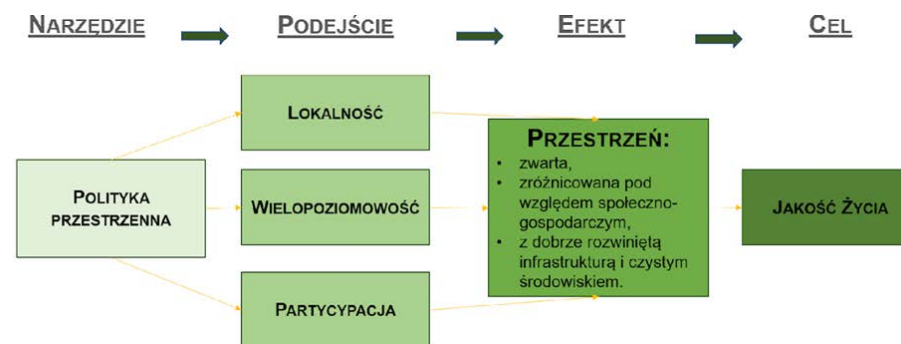 NARZĘDZIE PODEJŚCIE EFEKT CEL
LOKALNOŚĆ
POLITYKA
PRZESTRZENNA
WIELOPOZIOMOWOŚĆ
PARTYCYPACJA
PRZESTRZEŃ:
• zwarta,
• zróżnicowana pod
względem społeczno-
gospodarczym,
• z dobrze rozwiniętą
infrastrukturą i czystym
środowiskiem.
JAKOŚĆ ŻYCIA